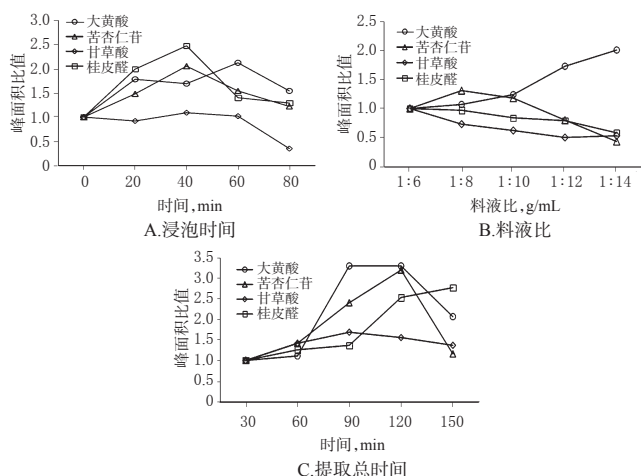 3.0
2.5
2.0
1.5
1.0
0.5
0
峰面积比值
大黄酸
苦杏仁苷
甘草酸
桂皮醛
0 20 40 60 80
时间,min
A.浸泡时间
2.5
2.0
1.5
1.0
0.5
0
峰面积比值
大黄酸
苦杏仁苷
甘草酸
桂皮醛
1:6 1:8 1:10 1:12 1:14
料液比,g/mL
B.料液比
3.5
3.0
2.5
2.0
1.5
1.0
0.5
0
峰面积比值
大黄酸
苦杏仁苷
甘草酸
桂皮醛
30 60 90 120 150
时间,min
C.提取总时间